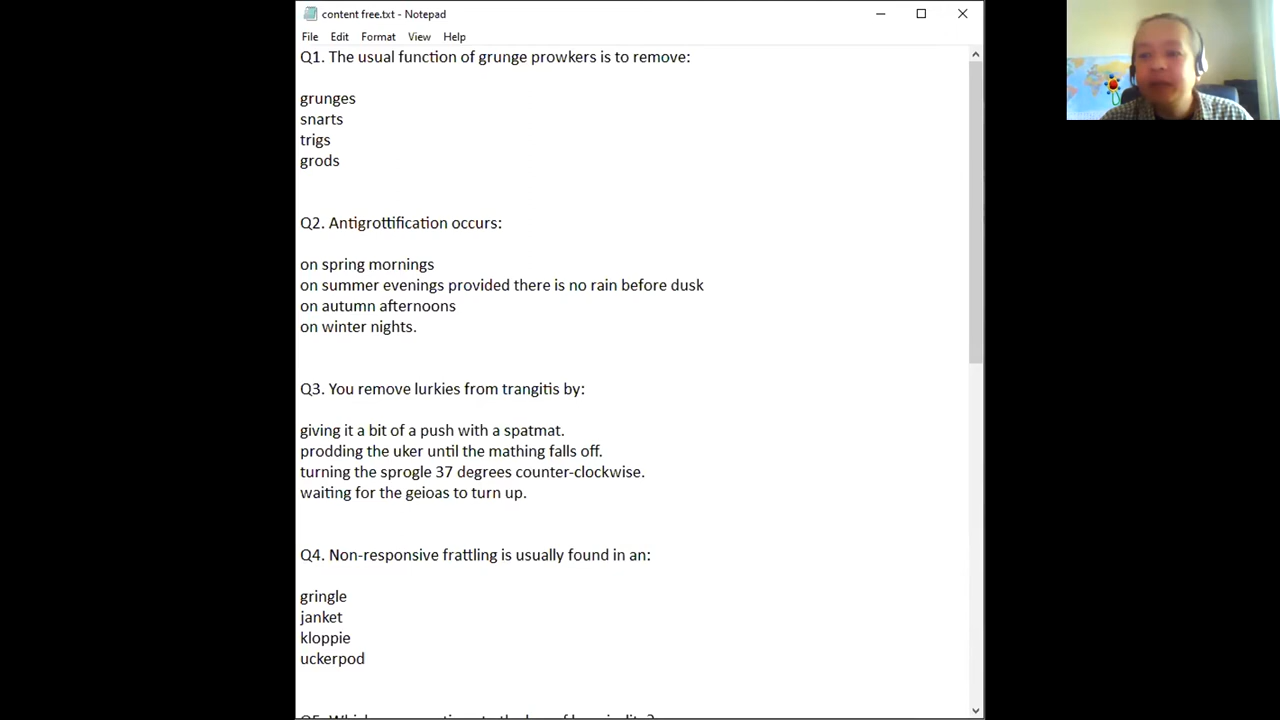 content free.txt - Notepad
File Edit Format View Help
Q1. The usual function of grunge prowkers is to remove:
grunges
snarts
trigs
grods
Q2. Antigrottification occurs:
on spring mornings
on summer evenings provided there is no rain before dusk
on autumn afternoons
on winter nights.
Q3. You remove lurkies from trangitis by:
giving it a bit of a push with a spatmat.
prodding the uker until the mathing falls off.
turning the sprogle 37 degrees counter-clockwise.
waiting for the geioas to turn up.
Q4. Non-responsive frattling is usually found in an:
gringle
janket
kloppie
uckerpod